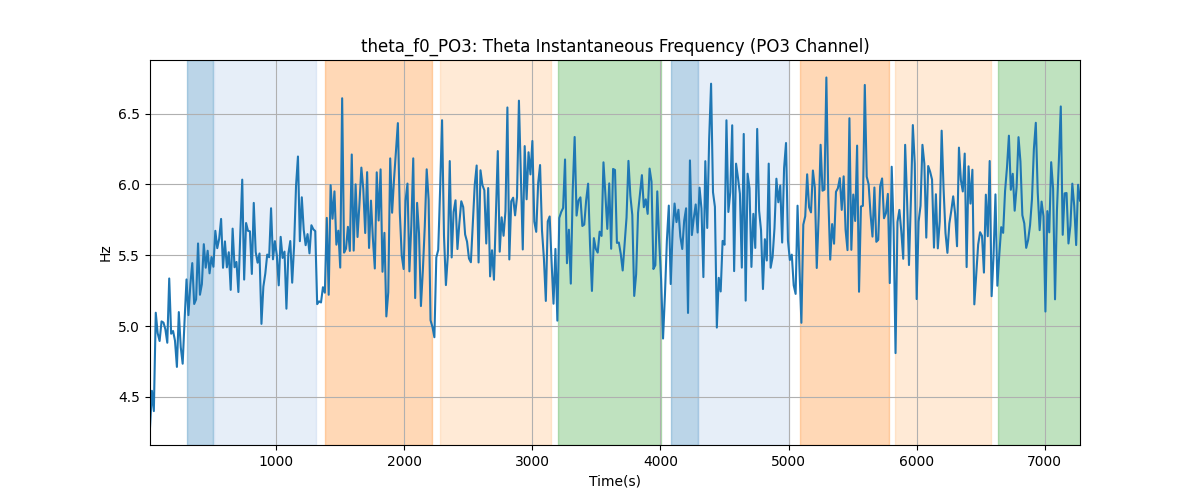 theta_f0_PO3: Theta Instantaneous Frequency (PO3 Channel)
6.5
6.0
5.5
5.0
4.5
Hz
1000 2000 3000 4000 5000 6000 7000
Time(s)